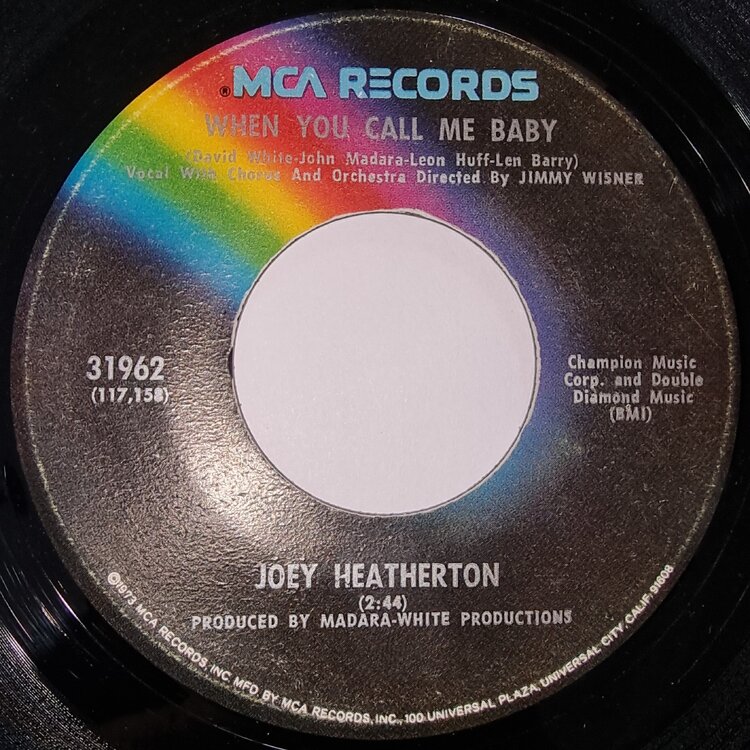 ®MCA RECORDS
WHEN YOU CALL ME BABY
(David White-John Madara-Leon Huff-Len Barry)
Vocal With Chorus And Orchestra Directed By JIMMY WISNER
31962
(117,158)
Champion Music
Corp. and Double
Diamond Music
(BMI)
JOEY HEATHERTON
(2:44)
PRODUCED BY MADARA-WHITE PRODUCTIONS
©1973 MCA RECORDS, INC. MFD. BY MCA RECORDS, INC., 100 UNIVERSAL PLAZA, UNIVERSAL CITY, CALIF. 91608